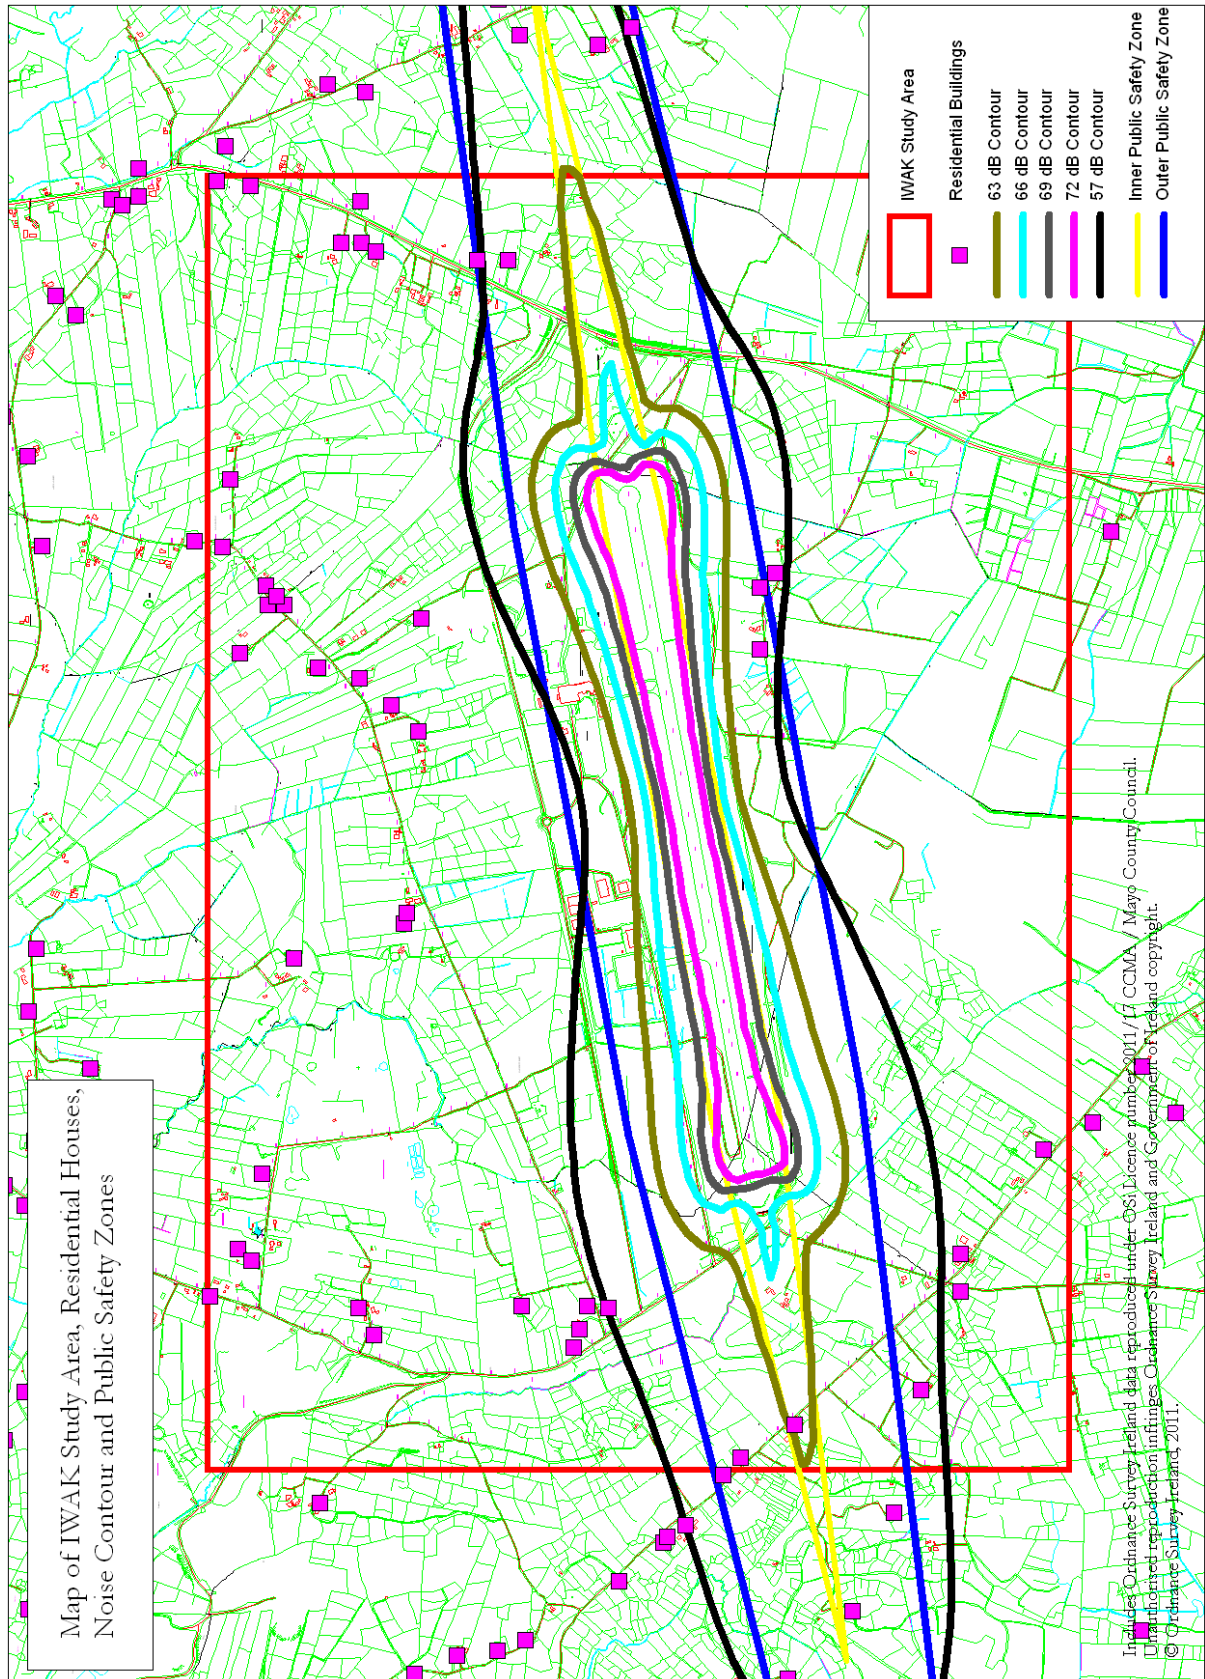 Map of IWAK Study Area, Residential Houses,
Noise Contour and Public Safety Zones
IWAK Study Area
Residential Buildings
63 dB Contour
66 dB Contour
69 dB Contour
72 dB Contour
57 dB Contour
Inner Public Safety Zone
Outer Public Safety Zone
Includes Ordnance Survey Ireland data reproduced under OSi Licence number 2011/17 CCMA / Mayo County Council.
Unauthorised reproduction infringes Ordnance Survey Ireland and Government of Ireland copyright.
© Ordnance Survey Ireland, 2011.